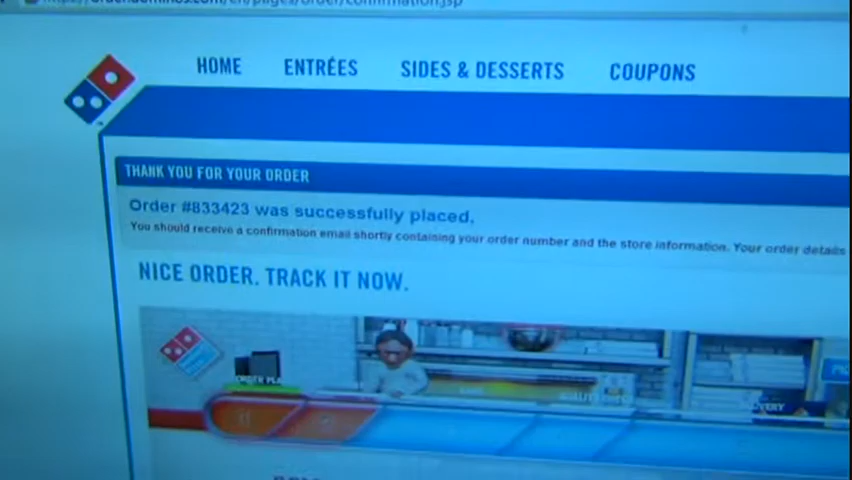 HOME ENTRÉES SIDES & DESSERTS COUPONS
THANK YOU FOR YOUR ORDER
Order #833423 was successfully placed.
You should receive a confirmation email shortly containing your order number and the store information. Your order details
NICE ORDER. TRACK IT NOW.